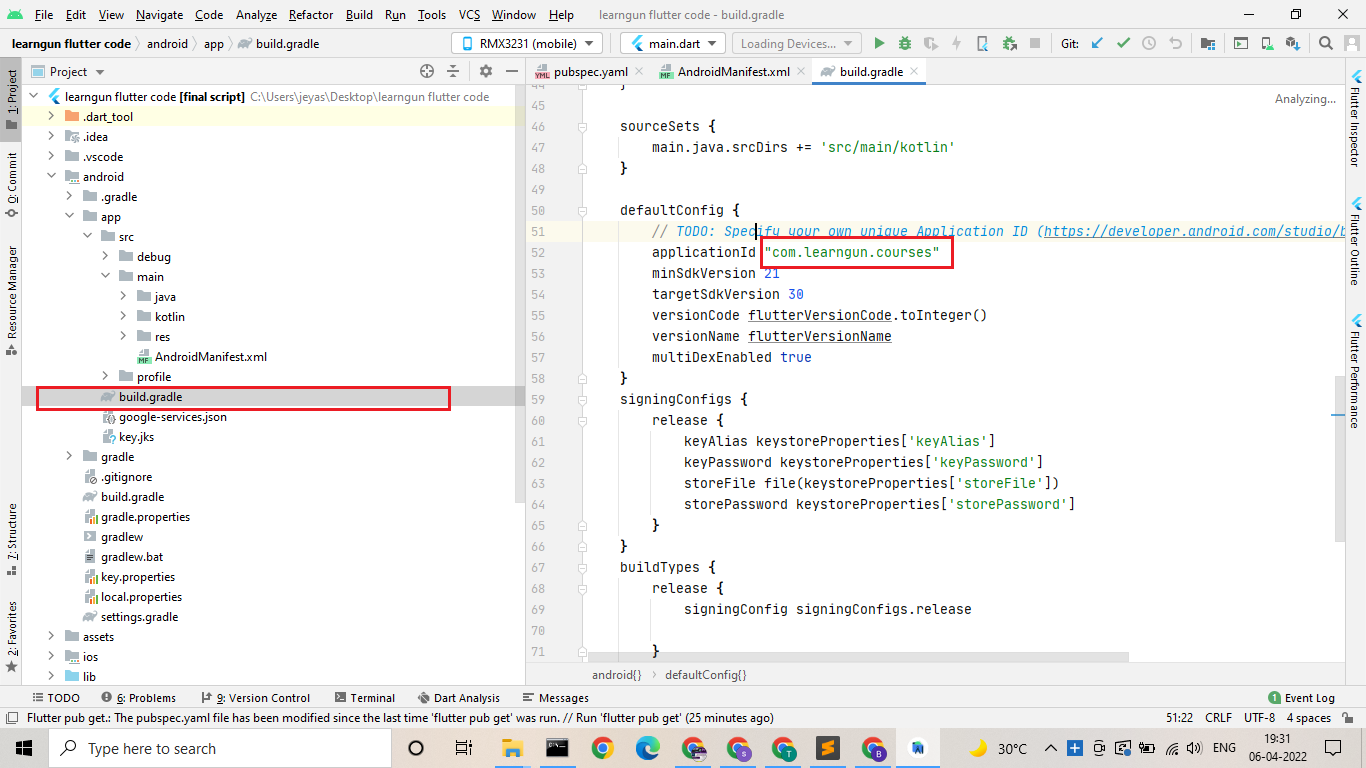 File Edit View Navigate Code Analyze Refactor Build Run Tools VCS Window Help learngun flutter code - build.gradle
learngun flutter code android app build.gradle RMX3231 (mobile) main.dart Loading Devices... Git:
1: Project
0: Commit
Resource Manager
7: Structure
2: Favorites
Project
learngun flutter code [final script] C:\Users\jeyas\Desktop\learngun flutter code
.dart_tool
.idea
.vscode
android
.gradle
app
src
debug
main
java
kotlin
res
AndroidManifest.xml
profile
build.gradle
google-services.json
key.jks
gradle
.gitignore
build.gradle
gradle.properties
gradlew
gradlew.bat
key.properties
local.properties
settings.gradle
assets
ios
lib
pubspec.yaml AndroidManifest.xml build.gradle
Analyzing...
44 }
45
46 sourceSets {
47 main.java.srcDirs += 'src/main/kotlin'
48 }
49
50 defaultConfig {
51 // TODO: Specify your own unique Application ID (https://developer.android.com/studio/b
52 applicationId "com.learngun.courses"
53 minSdkVersion 21
54 targetSdkVersion 30
55 versionCode flutterVersionCode.toInteger()
56 versionName flutterVersionName
57 multiDexEnabled true
58 }
59 signingConfigs {
60 release {
61 keyAlias keystoreProperties['keyAlias']
62 keyPassword keystoreProperties['keyPassword']
63 storeFile file(keystoreProperties['storeFile'])
64 storePassword keystoreProperties['storePassword']
65 }
66 }
67 buildTypes {
68 release {
69 signingConfig signingConfigs.release
70
71 }
android{} defaultConfig{}
Flutter Inspector
Flutter Outline
Flutter Performance
TODO 6: Problems 9: Version Control Terminal Dart Analysis Messages 1 Event Log
Flutter pub get.: The pubspec.yaml file has been modified since the last time 'flutter pub get' was run. // Run 'flutter pub get' (25 minutes ago) 51:22 CRLF UTF-8 4 spaces
Type here to search 30°C ENG 19:31
06-04-2022